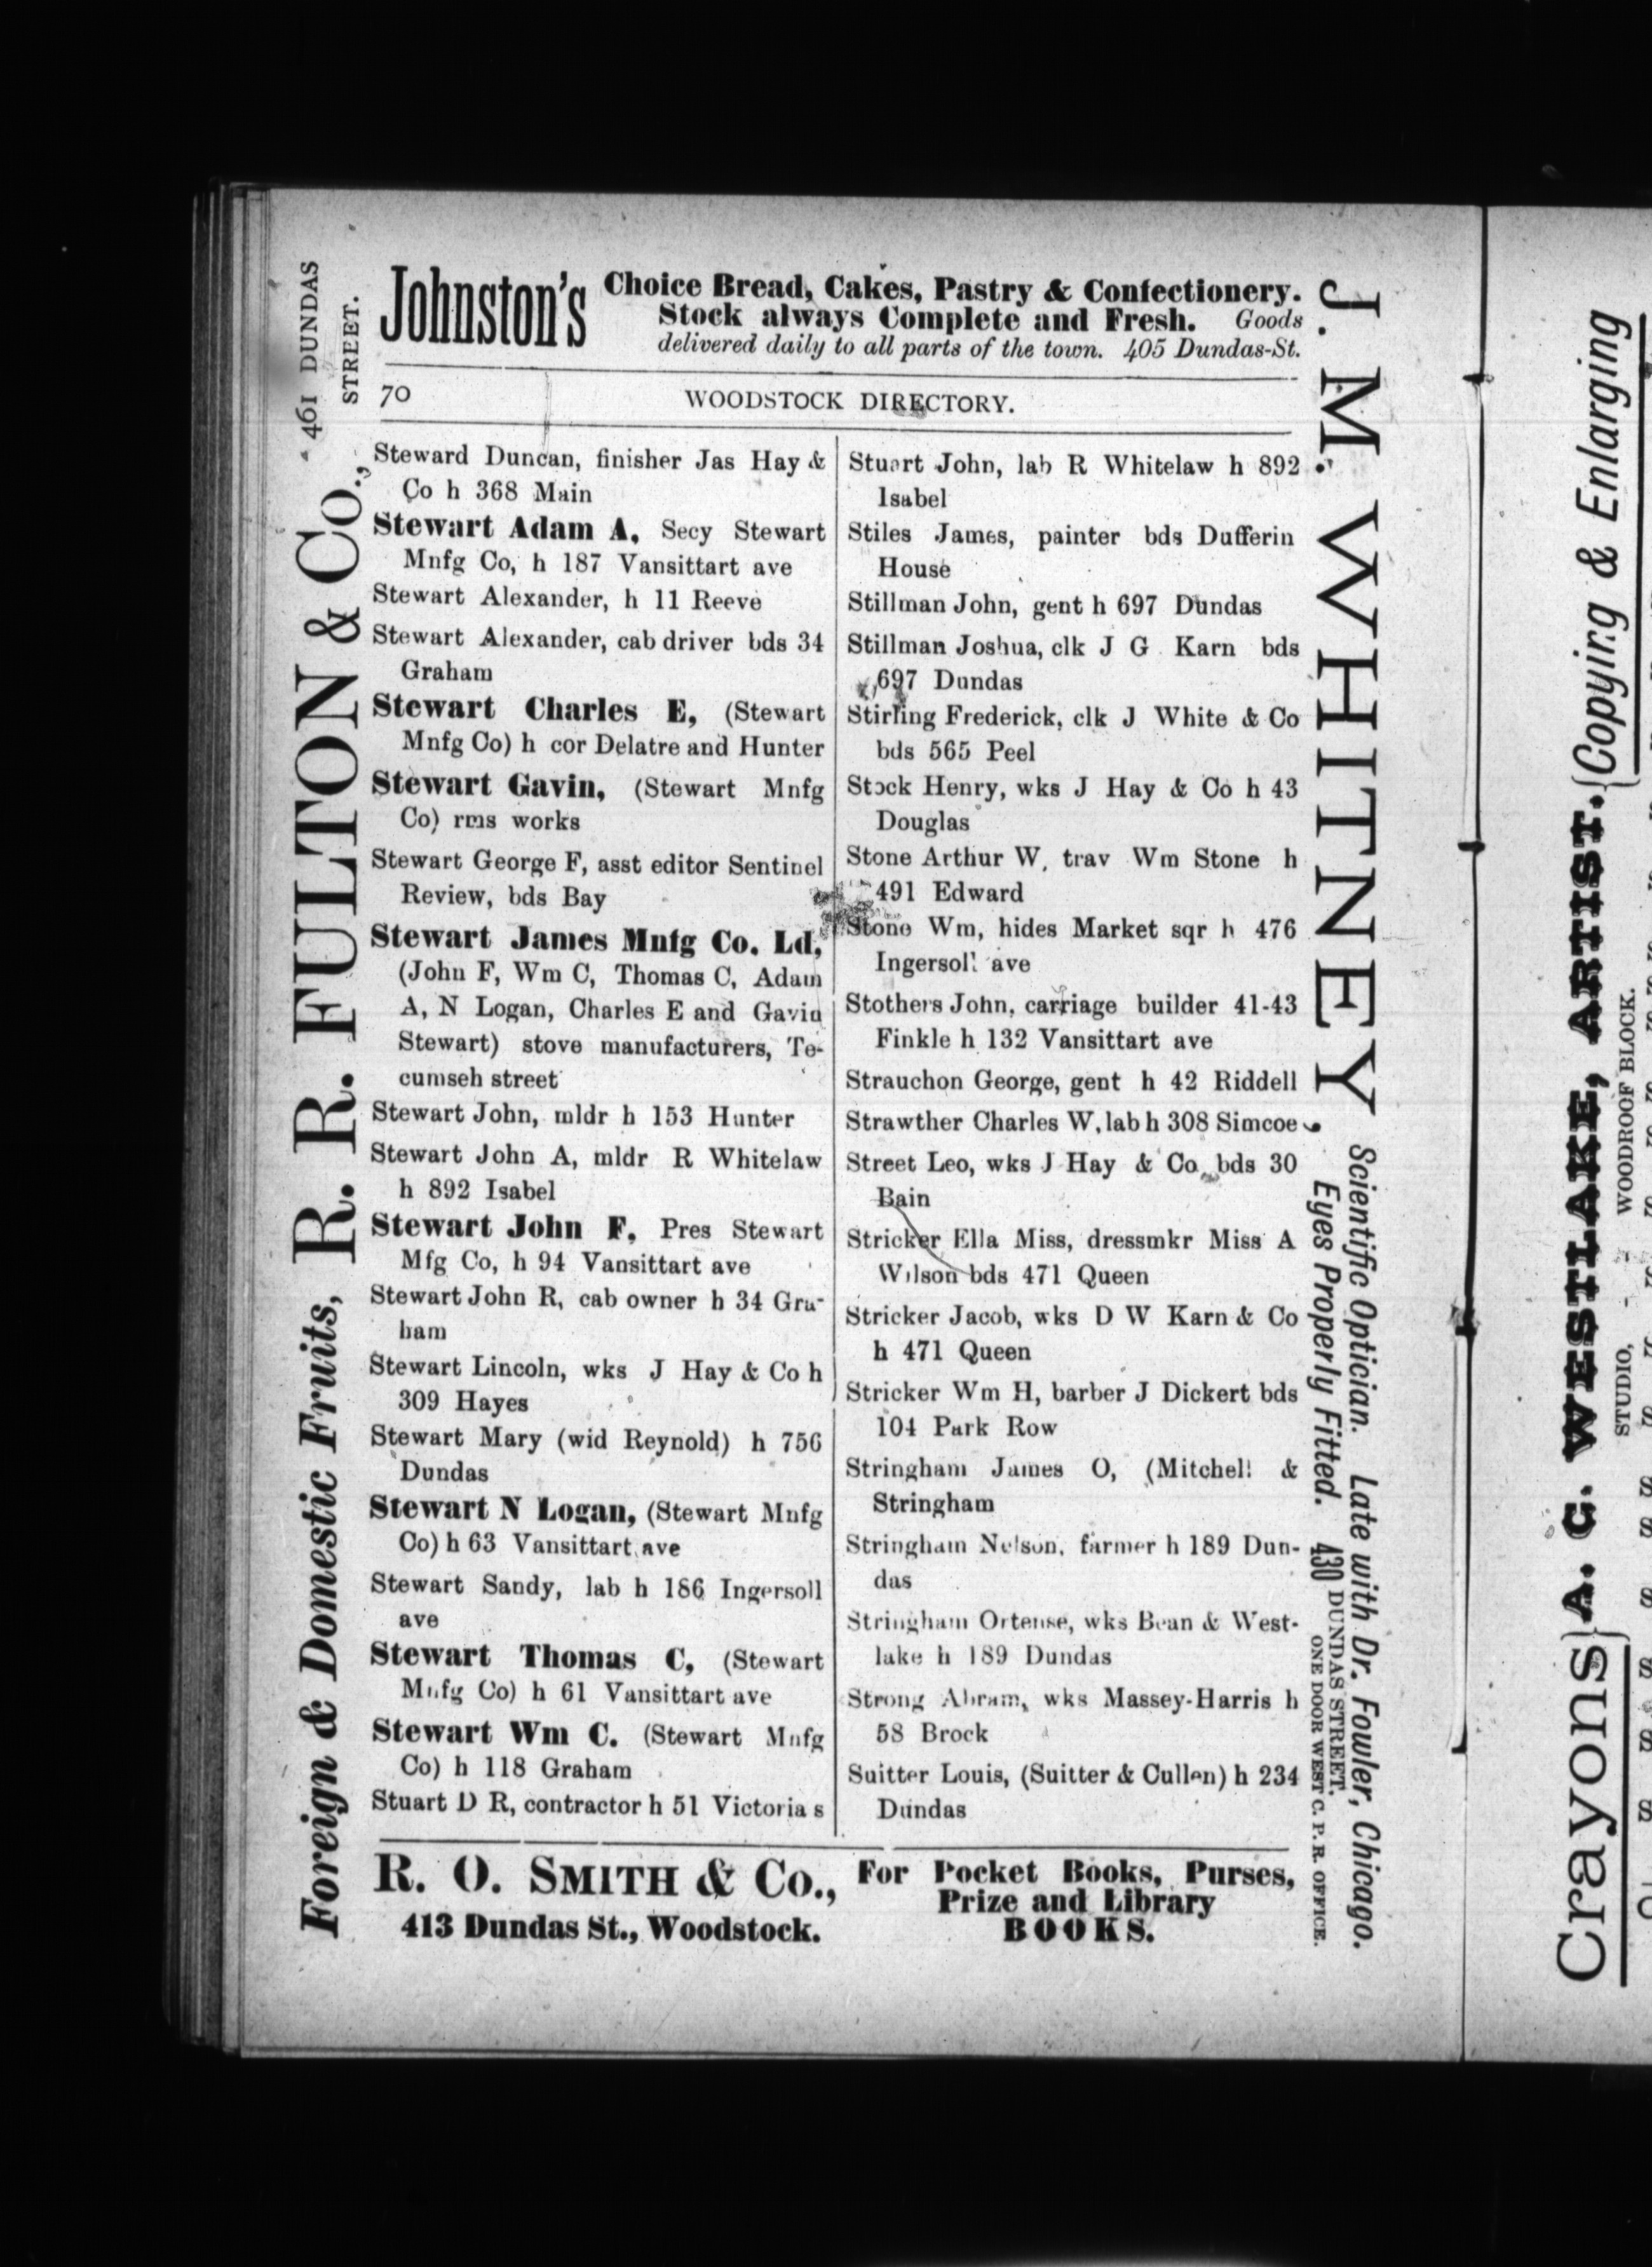 Johnston's
Choice Bread, Cakes, Pastry & Confectionery.
Stock always Complete and Fresh. Goods
delivered daily to all parts of the town. 405 Dundas-St.
70
WOODSTOCK DIRECTORY.
Steward Duncan, finisher Jas Hay &
Co h 368 Main
Stewart Adam A, Secy Stewart
Mnfg Co, h 187 Vansittart ave
Stewart Alexander, h 11 Reeve
Stewart Alexander, cab driver bds 34
Graham
Stewart Charles E, (Stewart
Mnfg Co) h cor Delatre and Hunter
Stewart Gavin, (Stewart Mnfg
Co) rms works
Stewart George F, asst editor Sentinel
Review, bds Bay
Stewart James Mnfg Co. Ld,
(John F, Wm C, Thomas C, Adam
A, N Logan, Charles E and Gavin
Stewart) stove manufacturers, Te-
cumseh street
Stewart John, mldr h 153 Hunter
Stewart John A, mldr R Whitelaw
h 892 Isabel
Stewart John F, Pres Stewart
Mfg Co, h 94 Vansittart ave
Stewart John R, cab owner h 34 Gra-
ham
Stewart Lincoln, wks J Hay & Co h
309 Hayes
Stewart Mary (wid Reynold) h 756
Dundas
Stewart N Logan, (Stewart Mnfg
Co) h 63 Vansittart ave
Stewart Sandy, lab h 186 Ingersoll
ave
Stewart Thomas C, (Stewart
Mnfg Co) h 61 Vansittart ave
Stewart Wm C. (Stewart Mnfg
Co) h 118 Graham
Stuart D R, contractor h 51 Victoria s
Stuart John, lab R Whitelaw h 892
Isabel
Stiles James, painter bds Dufferin
House
Stillman John, gent h 697 Dundas
Stillman Joshua, clk J G Karn bds
697 Dundas
Stirling Frederick, clk J White & Co
bds 565 Peel
Stock Henry, wks J Hay & Co h 43
Douglas
Stone Arthur W, trav Wm Stone h
491 Edward
Stone Wm, hides Market sqr h 476
Ingersoll ave
Stothers John, carriage builder 41-43
Finkle h 132 Vansittart ave
Strauchon George, gent h 42 Riddell
Strawther Charles W, lab h 308 Simcoe
Street Leo, wks J Hay & Co bds 30
Bain
Stricker Ella Miss, dressmkr Miss A
Wilson bds 471 Queen
Stricker Jacob, wks D W Karn & Co
h 471 Queen
Stricker Wm H, barber J Dickert bds
104 Park Row
Stringham James O, (Mitchell &
Stringham
Stringham Nelson, farmer h 189 Dun-
das
Stringham Ortense, wks Bean & West-
lake h 189 Dundas
Strong Abram, wks Massey-Harris h
58 Brock
Suitter Louis, (Suitter & Cullen) h 234
Dundas
R. O. SMITH & CO.,
413 Dundas St., Woodstock.
For Pocket Books, Purses,
Prize and Library
BOOKS.
Foreign & Domestic Fruits, R. R. FULTON & CO., 461 DUNDAS
STREET.
J. M. WHITNEY.
Scientific Optician. Late with Dr. Fowler, Chicago.
Eyes Properly Fitted. 430 DUNDAS STREET.
ONE DOOR WEST C. P. R. OFFICE.
Crayons} A. G. WESTLAKE, ARTIST. {Copying & Enlarging
STUDIO, - - WOODROOF BLOCK.